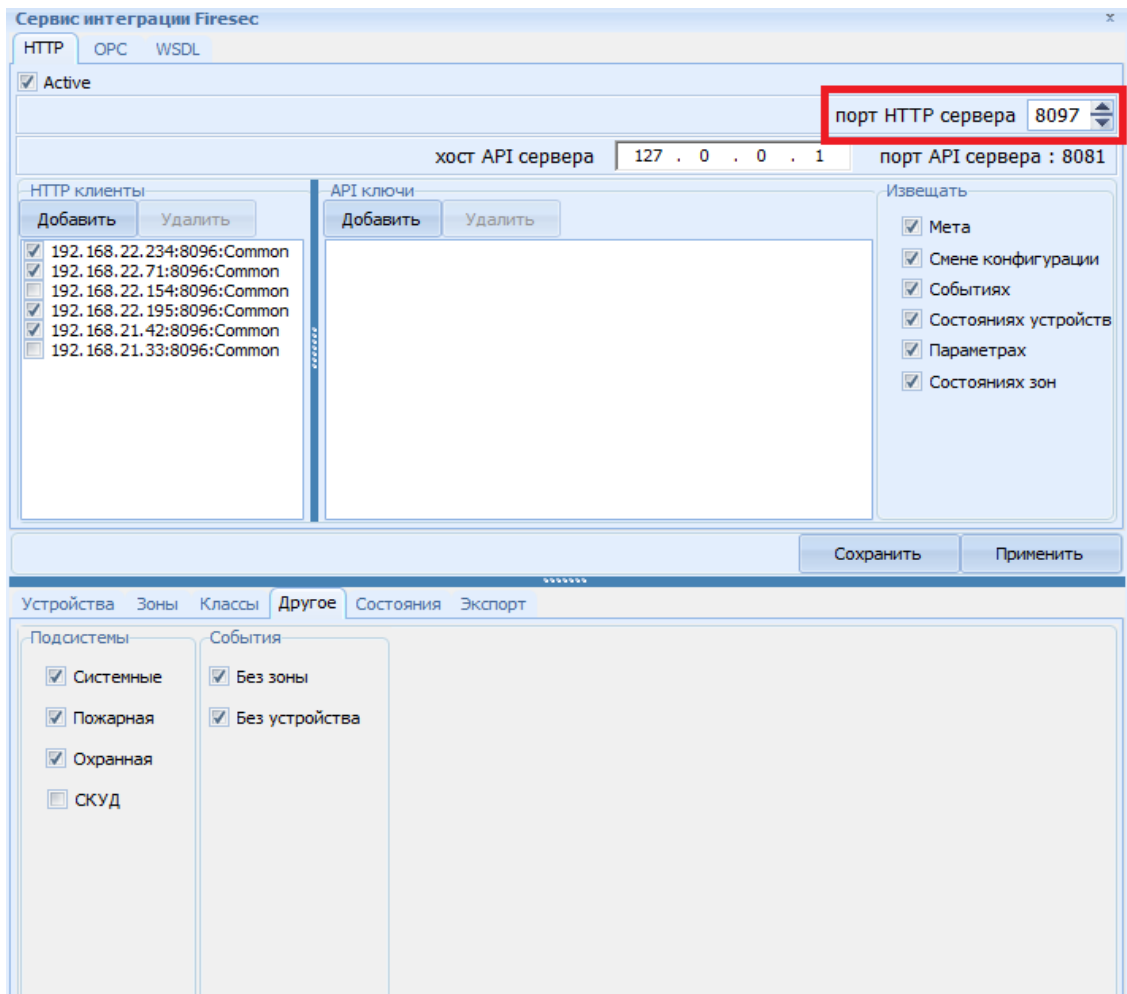 Сервис интеграции Firesec x
HTTP OPC WSDL
Active
порт HTTP сервера 8097
хост API сервера 127 . 0 . 0 . 1 порт API сервера : 8081
HTTP клиенты API ключи Извещать
Добавить Удалить Добавить Удалить
Мета
192.168.22.234:8096:Common
192.168.22.71:8096:Common Смене конфигурации
192.168.22.154:8096:Common Событиях
192.168.22.195:8096:Common Состояниях устройств
192.168.21.42:8096:Common
192.168.21.33:8096:Common Параметрах
Состояниях зон
Сохранить Применить
Устройства Зоны Классы Другое Состояния Экспорт
Подсистемы События
Системные Без зоны
Пожарная Без устройства
Охранная
СКУД